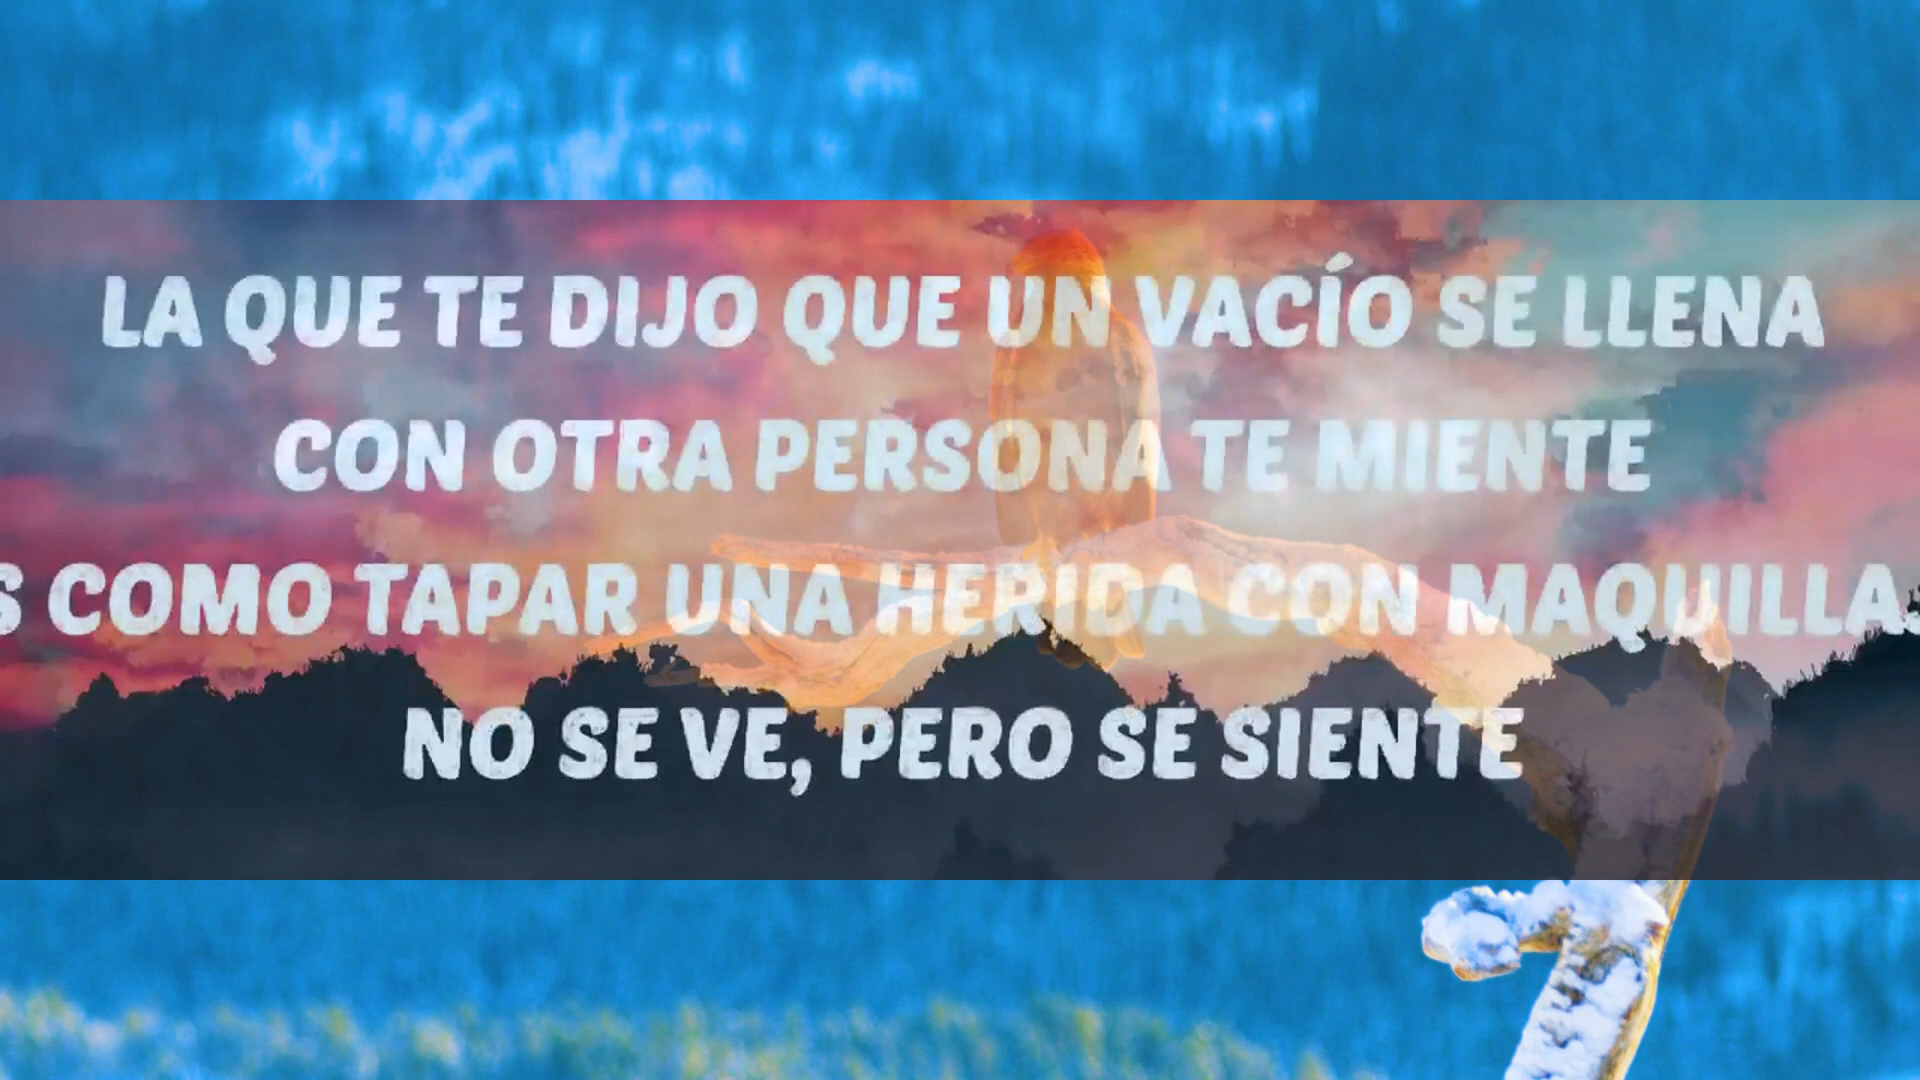 LA QUE TE DIJO QUE UN VACÍO SE LLENA
CON OTRA PERSONA TE MIENTE
S COMO TAPAR UNA HERIDA CON MAQUILLA
NO SE VE, PERO SE SIENTE